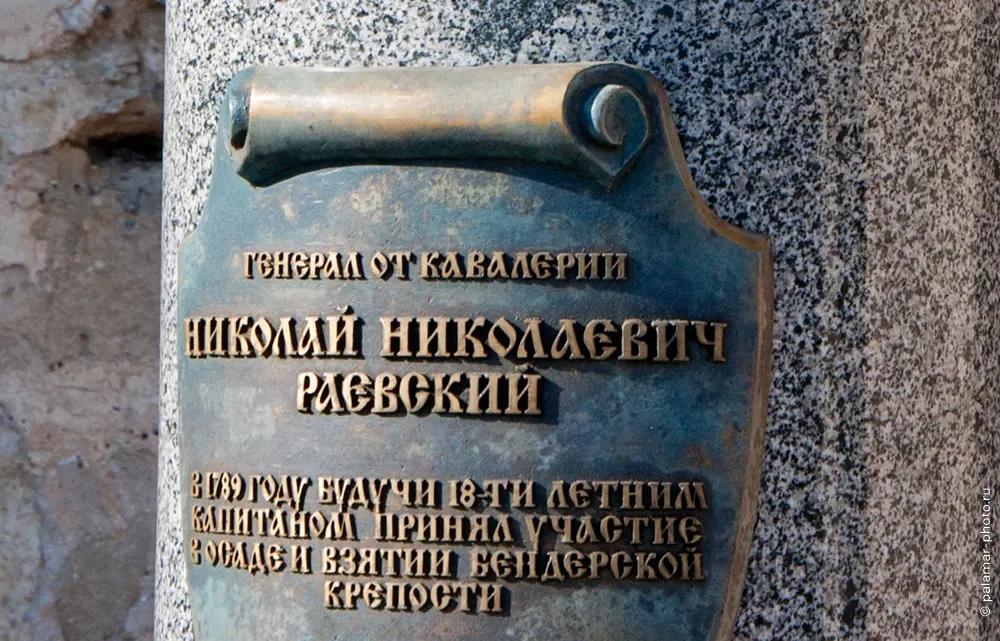 ГЕНЕРАЛ ОТ КАВАЛЕРИИ
НИКОЛАЙ НИКОЛАЕВИЧ
РАЕВСКИЙ
В 1789 ГОДУ БУДУЧИ 18-ТИ ЛЕТНИМ
КАПИТАНОМ ПРИНЯЛ УЧАСТИЕ
В ОСАДЕ И ВЗЯТИИ БЕНДЕРСКОЙ
КРЕПОСТИ
© palamar-photo.ru